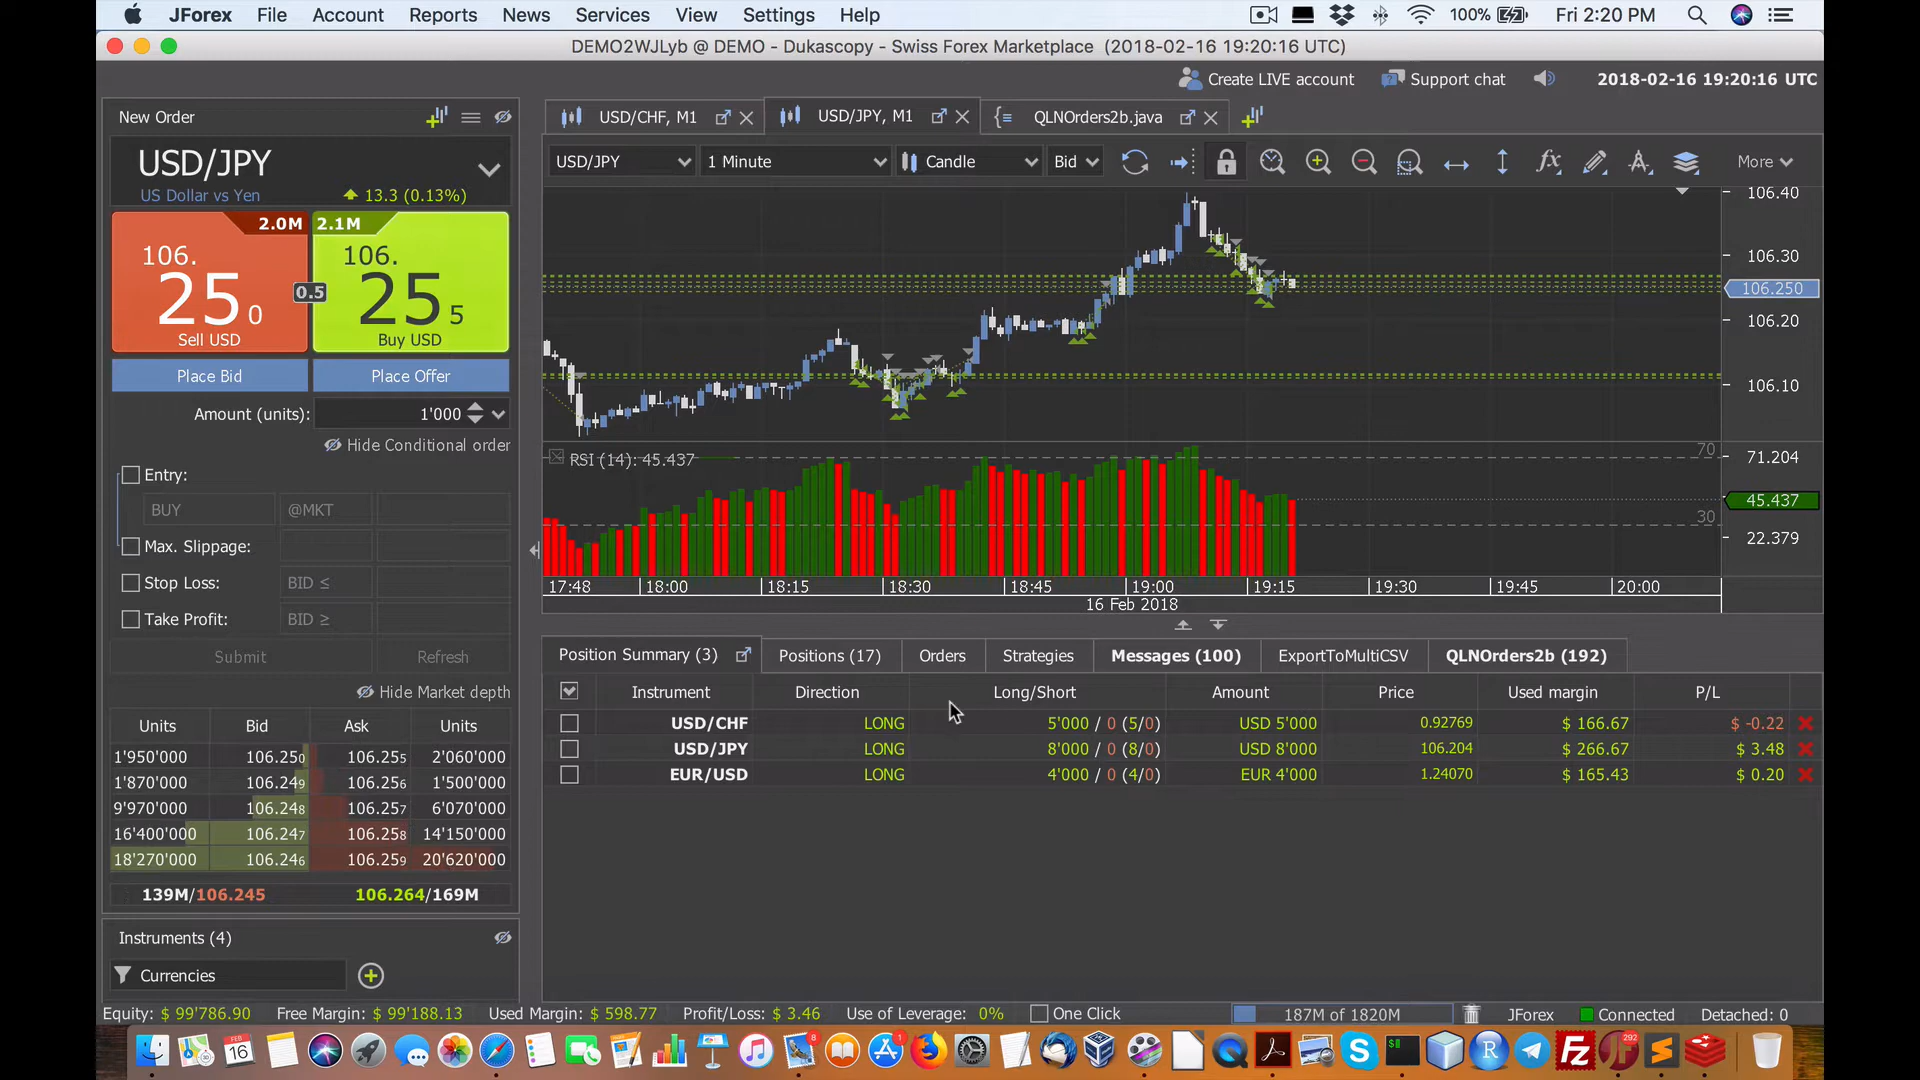 JForex File Account Reports News Services View Settings Help 100% Fri 2:20 PM
DEMO2WJLyb @ DEMO - Dukascopy - Swiss Forex Marketplace (2018-02-16 19:20:16 UTC)
Create LIVE account Support chat 2018-02-16 19:20:16 UTC
New Order
USD/JPY
US Dollar vs Yen 13.3 (0.13%)
2.0M 2.1M
106. 106.
25 0 0.5 25 5
Sell USD Buy USD
Place Bid Place Offer
Amount (units): 1'000
Hide Conditional order
Entry:
BUY @MKT
Max. Slippage:
Stop Loss: BID ≤
Take Profit: BID ≥
Submit Refresh
Hide Market depth
Units Bid Ask Units
1'950'000 106.250 106.255 2'060'000
1'870'000 106.249 106.256 1'500'000
9'970'000 106.248 106.257 6'070'000
16'400'000 106.247 106.258 14'150'000
18'270'000 106.246 106.259 20'620'000
139M/106.245 106.264/169M
Instruments (4)
Currencies
USD/CHF, M1 USD/JPY, M1 QLNOrders2b.java
USD/JPY 1 Minute Candle Bid More
106.40
106.30
106.250
106.20
106.10
RSI (14): 45.437
70 71.204
45.437
30
22.379
17:48 18:00 18:15 18:30 18:45 19:00 19:15 19:30 19:45 20:00
16 Feb 2018
Position Summary (3) Positions (17) Orders Strategies Messages (100) ExportToMultiCSV QLNOrders2b (192)
Instrument Direction Long/Short Amount Price Used margin P/L
USD/CHF LONG 5'000 / 0 (5/0) USD 5'000 0.92769 $ 166.67 $ -0.22
USD/JPY LONG 8'000 / 0 (8/0) USD 8'000 106.204 $ 266.67 $ 3.48
EUR/USD LONG 4'000 / 0 (4/0) EUR 4'000 1.24070 $ 165.43 $ 0.20
Equity: $ 99'786.90 Free Margin: $ 99'188.13 Used Margin: $ 598.77 Profit/Loss: $ 3.46 Use of Leverage: 0% One Click 187M of 1820M JForex Connected Detached: 0
FEB
16 8 1 S R Fz 292